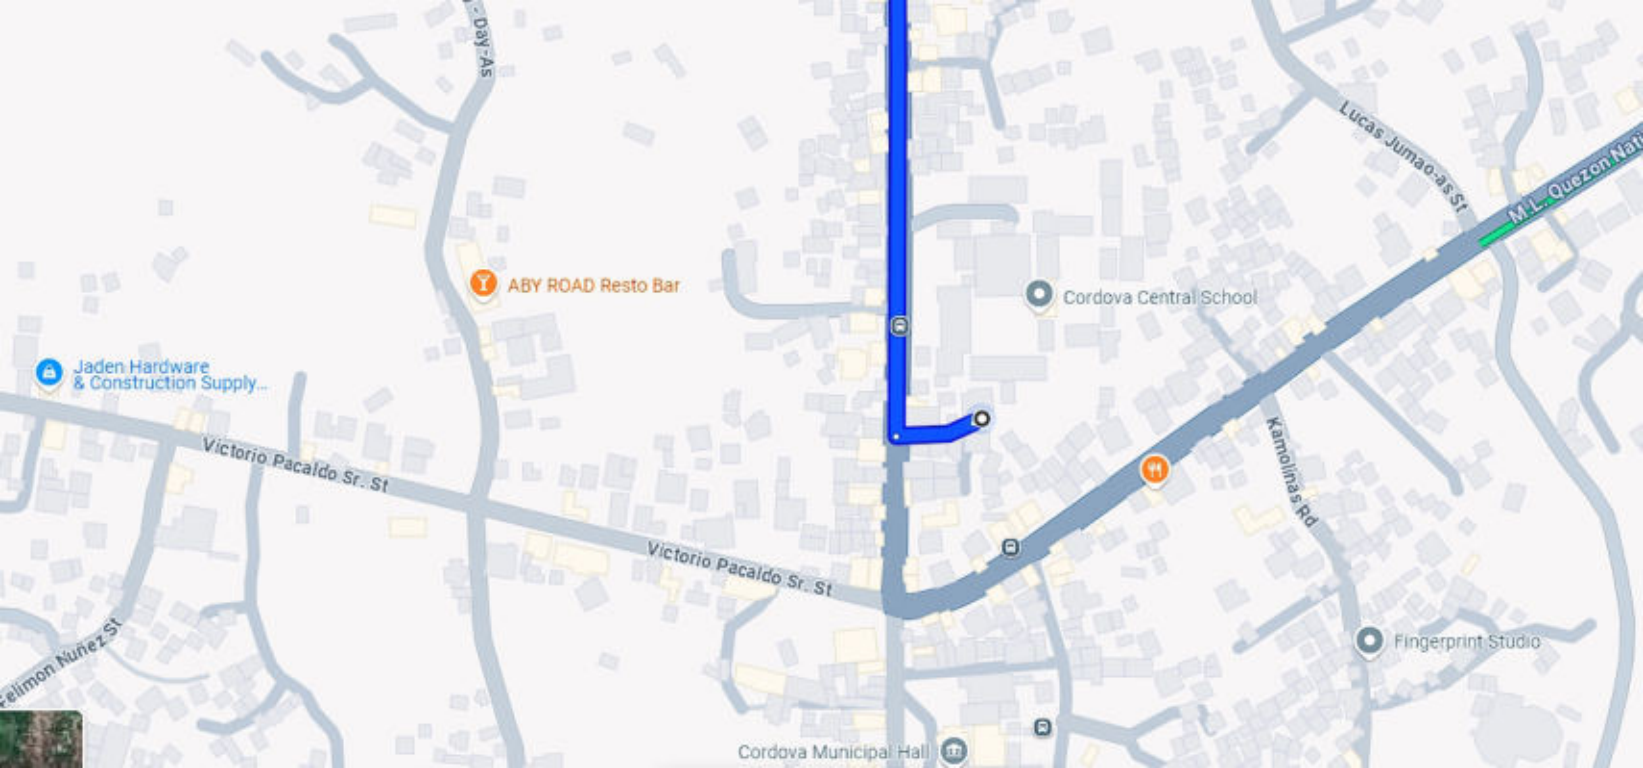 - Day-As
Lucas Jumao-as St
M.L. Quezon Nati
ABY ROAD Resto Bar
Cordova Central School
Jaden Hardware
& Construction Supply...
Victorio Pacaldo Sr. St
Kamolinas Rd
Victorio Pacaldo Sr. St
Felimon Nuñez St
Fingerprint Studio
Cordova Municipal Hall